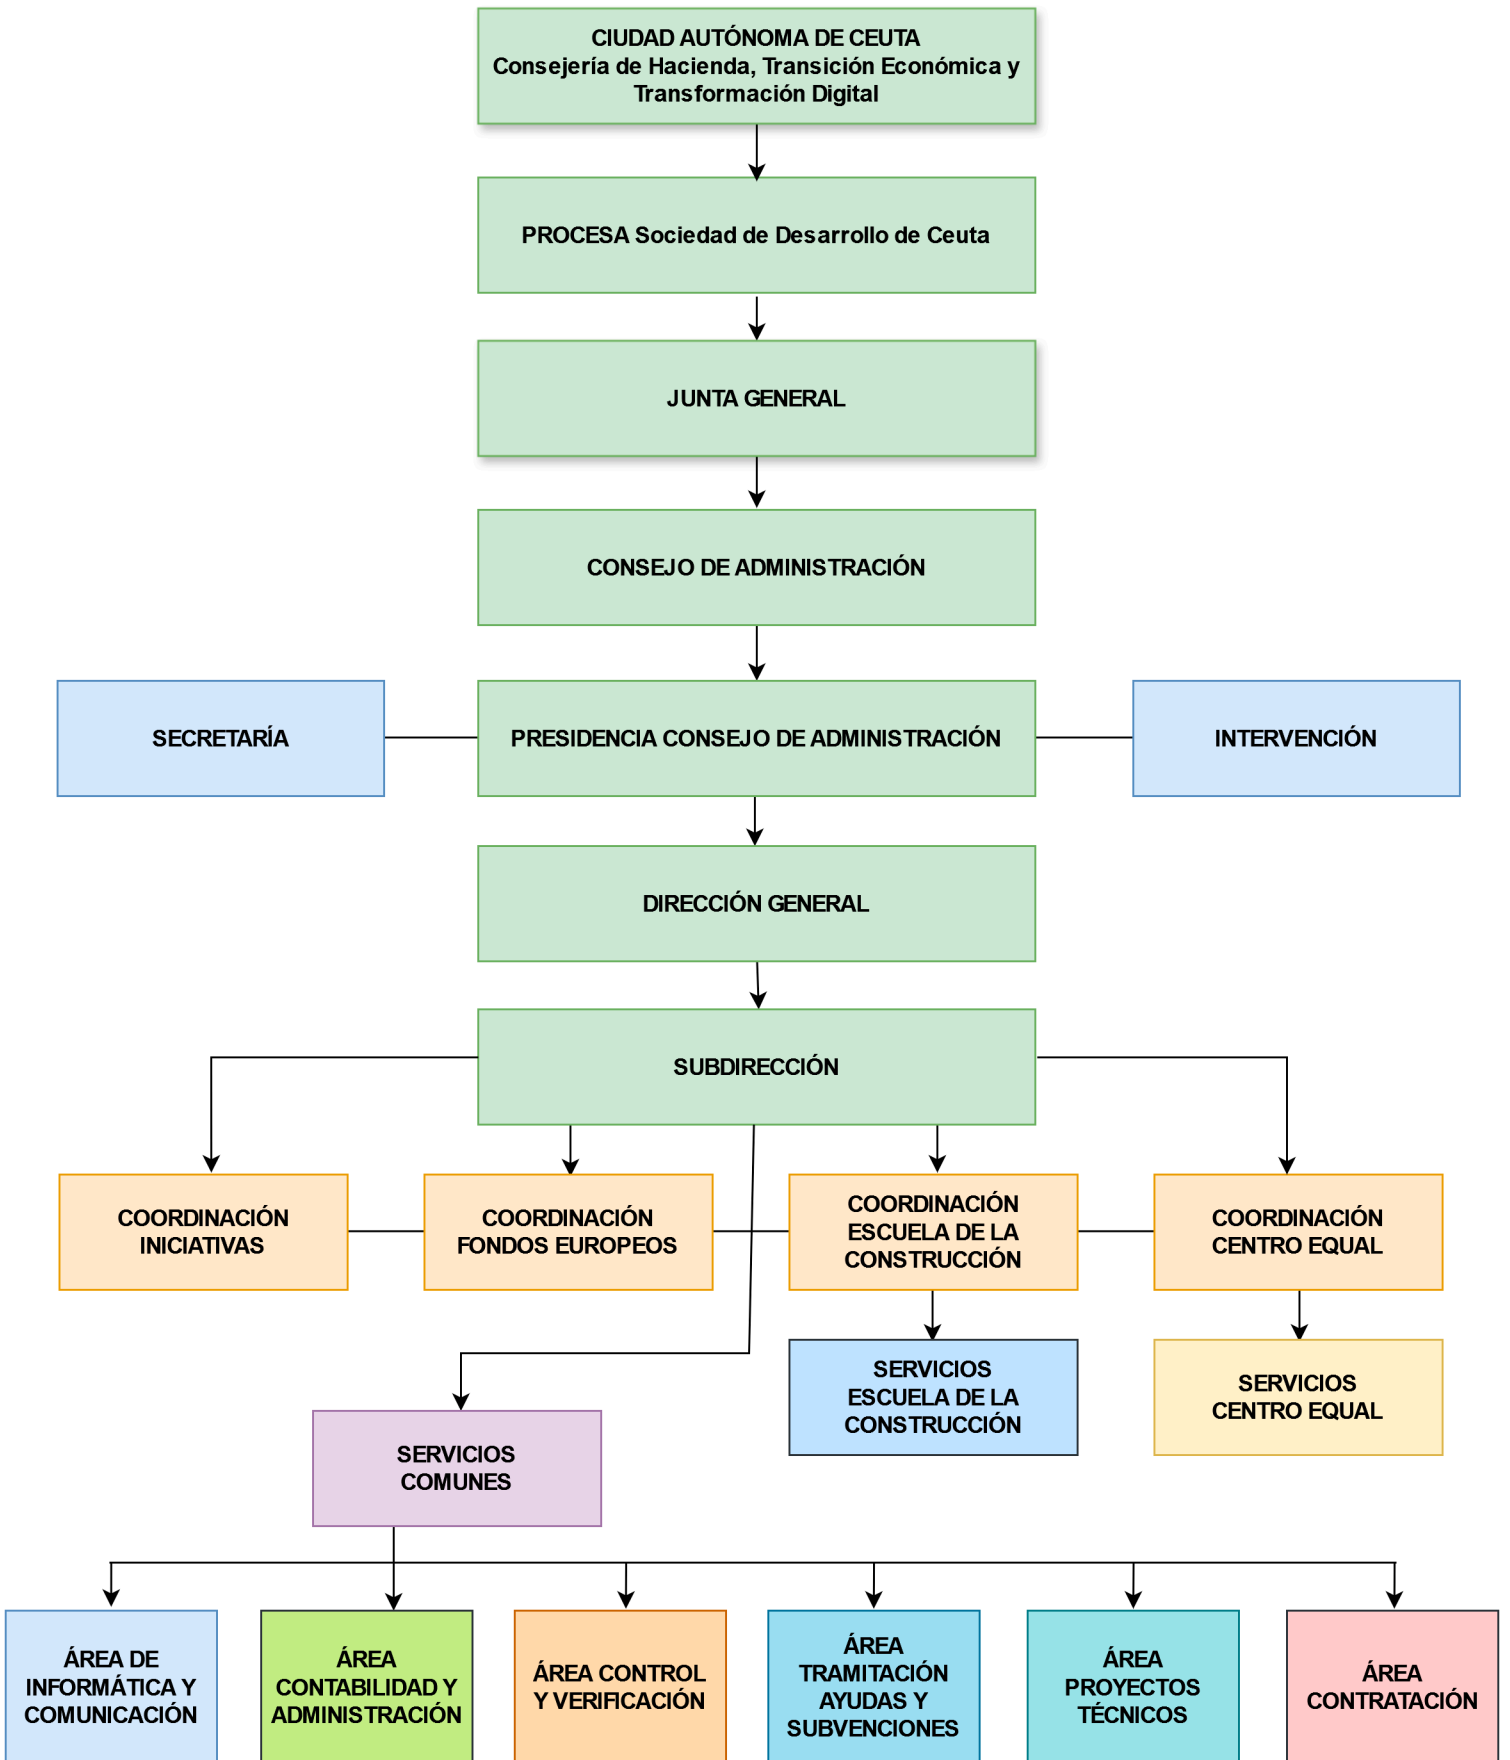 CIUDAD AUTÓNOMA DE CEUTA
Consejería de Hacienda, Transición Económica y
Transformación Digital
PROCESA Sociedad de Desarrollo de Ceuta
JUNTA GENERAL
CONSEJO DE ADMINISTRACIÓN
SECRETARÍA
PRESIDENCIA CONSEJO DE ADMINISTRACIÓN
INTERVENCIÓN
DIRECCIÓN GENERAL
SUBDIRECCIÓN
COORDINACIÓN
INICIATIVAS
COORDINACIÓN
FONDOS EUROPEOS
COORDINACIÓN
ESCUELA DE LA
CONSTRUCCIÓN
COORDINACIÓN
CENTRO EQUAL
SERVICIOS
ESCUELA DE LA
CONSTRUCCIÓN
SERVICIOS
CENTRO EQUAL
SERVICIOS
COMUNES
ÁREA DE
INFORMÁTICA Y
COMUNICACIÓN
ÁREA
CONTABILIDAD Y
ADMINISTRACIÓN
ÁREA CONTROL
Y VERIFICACIÓN
ÁREA
TRAMITACIÓN
AYUDAS Y
SUBVENCIONES
ÁREA
PROYECTOS
TÉCNICOS
ÁREA
CONTRATACIÓN